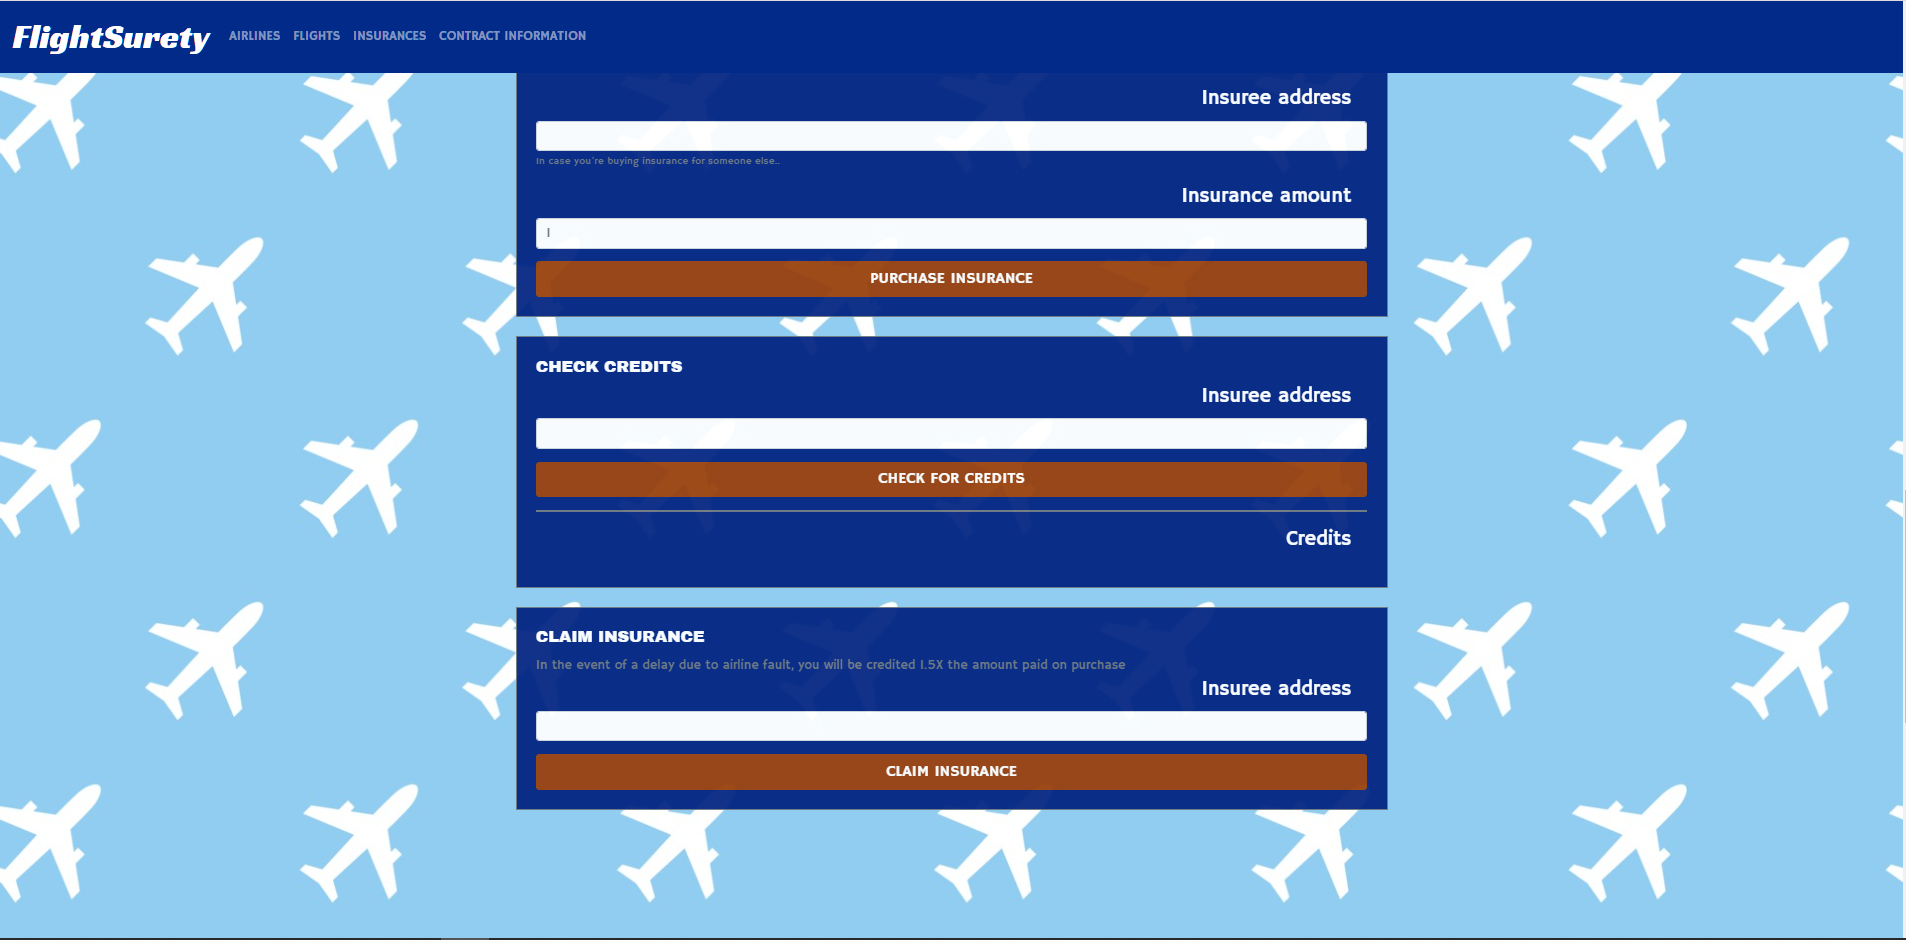 FlightSurety AIRLINES FLIGHTS INSURANCES CONTRACT INFORMATION
Insuree address
In case you're buying insurance for someone else...
Insurance amount
1
PURCHASE INSURANCE
CHECK CREDITS
Insuree address
CHECK FOR CREDITS
Credits
CLAIM INSURANCE
In the event of a delay due to airline fault, you will be credited 1.5X the amount paid on purchase
Insuree address
CLAIM INSURANCE